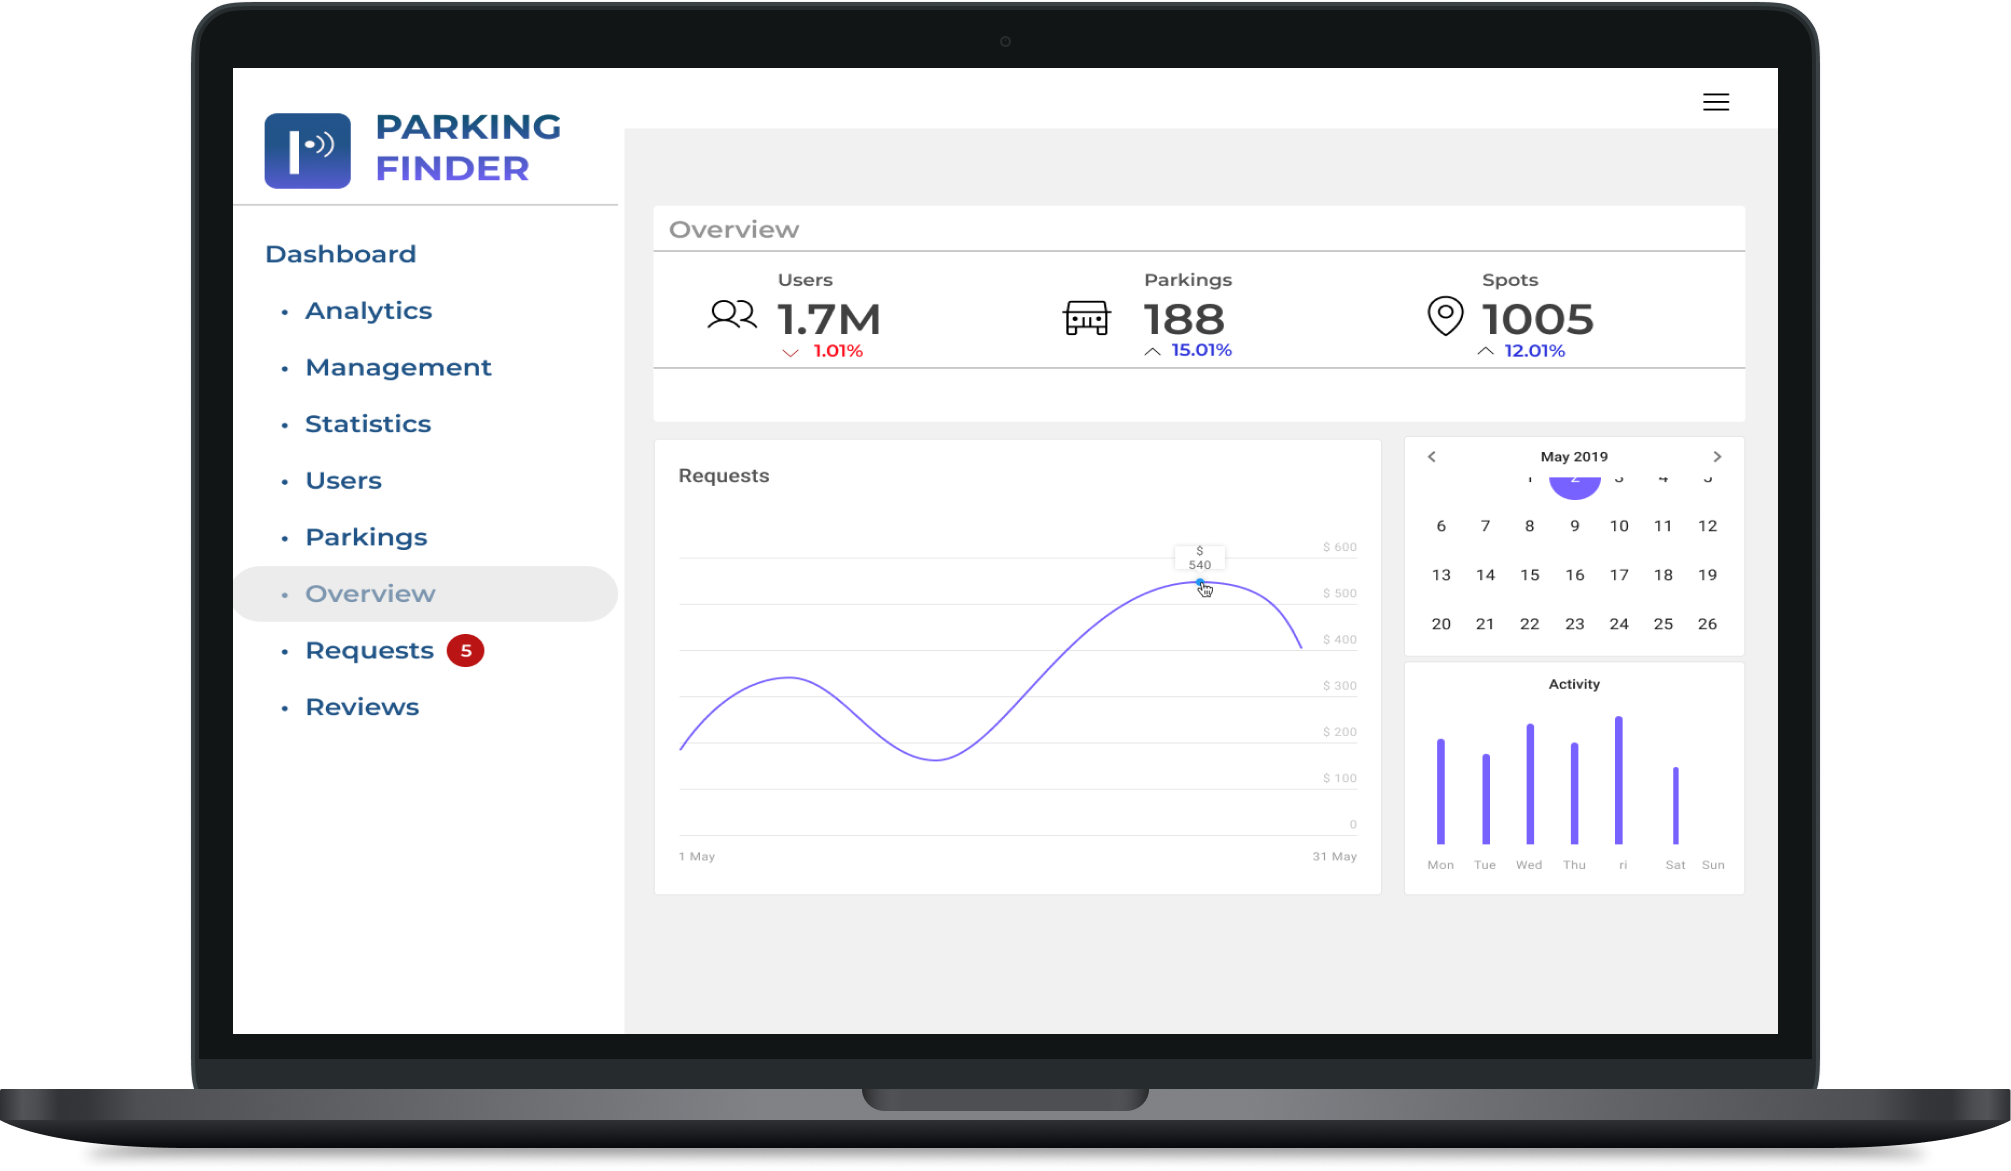 PARKING
FINDER
Dashboard
• Analytics
• Management
• Statistics
• Users
• Parkings
• Overview
• Requests 5
• Reviews
Overview
Users
1.7M
1.01%
Parkings
188
15.01%
Spots
1005
12.01%
Requests
$
540
$ 600
$ 500
$ 400
$ 300
$ 200
$ 100
0
1 May 31 May
May 2019
1 2 3 4 5
6 7 8 9 10 11 12
13 14 15 16 17 18 19
20 21 22 23 24 25 26
Activity
Mon Tue Wed Thu ri Sat Sun